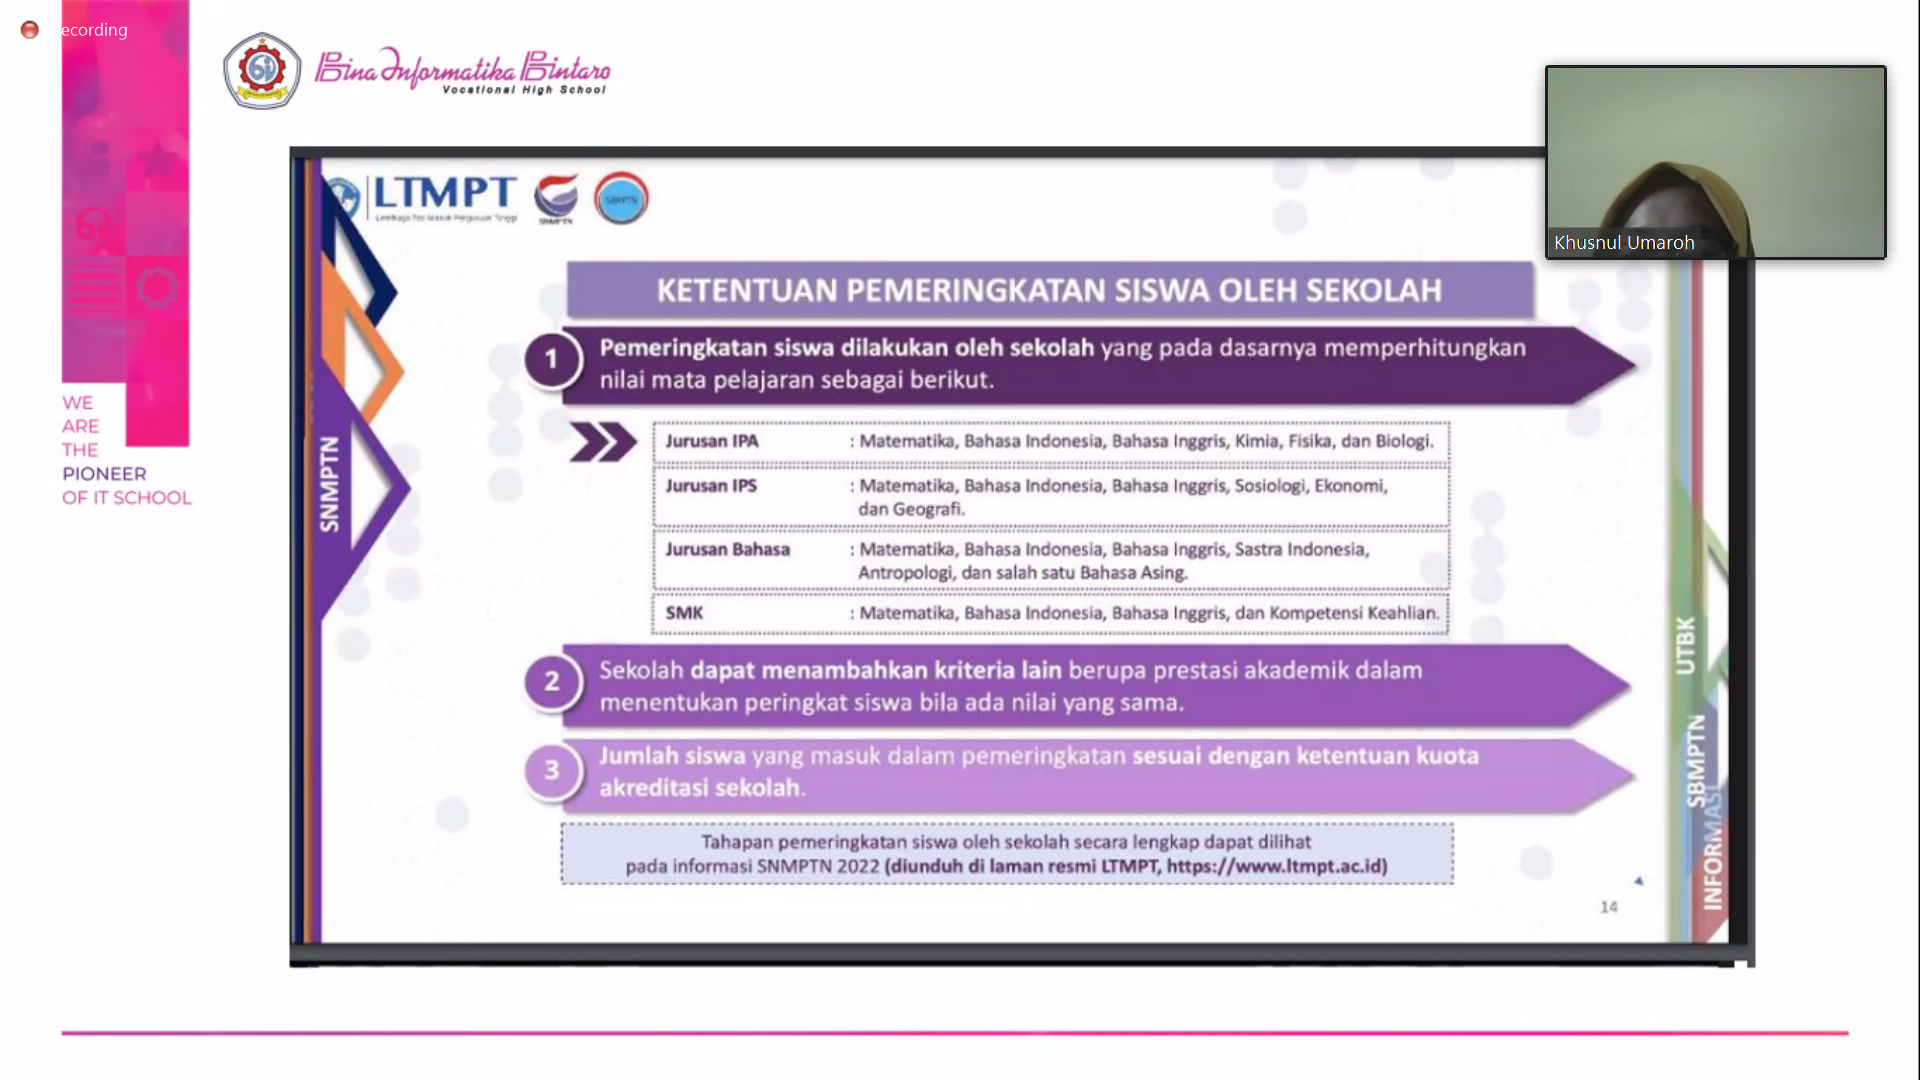 ecording
Bina Informatika Bintaro
Vocational High School
Khusnul Umaroh
WE
ARE
THE
PIONEER
OF IT SCHOOL
LTMPT
Lembaga Tes Masuk Perguruan Tinggi
SNMPTN
SBMPTN
KETENTUAN PEMERINGKATAN SISWA OLEH SEKOLAH
1
Pemeringkatan siswa dilakukan oleh sekolah yang pada dasarnya memperhitungkan
nilai mata pelajaran sebagai berikut.
Jurusan IPA : Matematika, Bahasa Indonesia, Bahasa Inggris, Kimia, Fisika, dan Biologi.
Jurusan IPS : Matematika, Bahasa Indonesia, Bahasa Inggris, Sosiologi, Ekonomi,
dan Geografi.
Jurusan Bahasa : Matematika, Bahasa Indonesia, Bahasa Inggris, Sastra Indonesia,
Antropologi, dan salah satu Bahasa Asing.
SMK : Matematika, Bahasa Indonesia, Bahasa Inggris, dan Kompetensi Keahlian.
2
Sekolah dapat menambahkan kriteria lain berupa prestasi akademik dalam
menentukan peringkat siswa bila ada nilai yang sama.
3
Jumlah siswa yang masuk dalam pemeringkatan sesuai dengan ketentuan kuota
akreditasi sekolah.
Tahapan pemeringkatan siswa oleh sekolah secara lengkap dapat dilihat
pada informasi SNMPTN 2022 (diunduh di laman resmi LTMPT, https://www.ltmpt.ac.id)
14
SNMPTN
UTBK
SBMPTN
INFORMASI